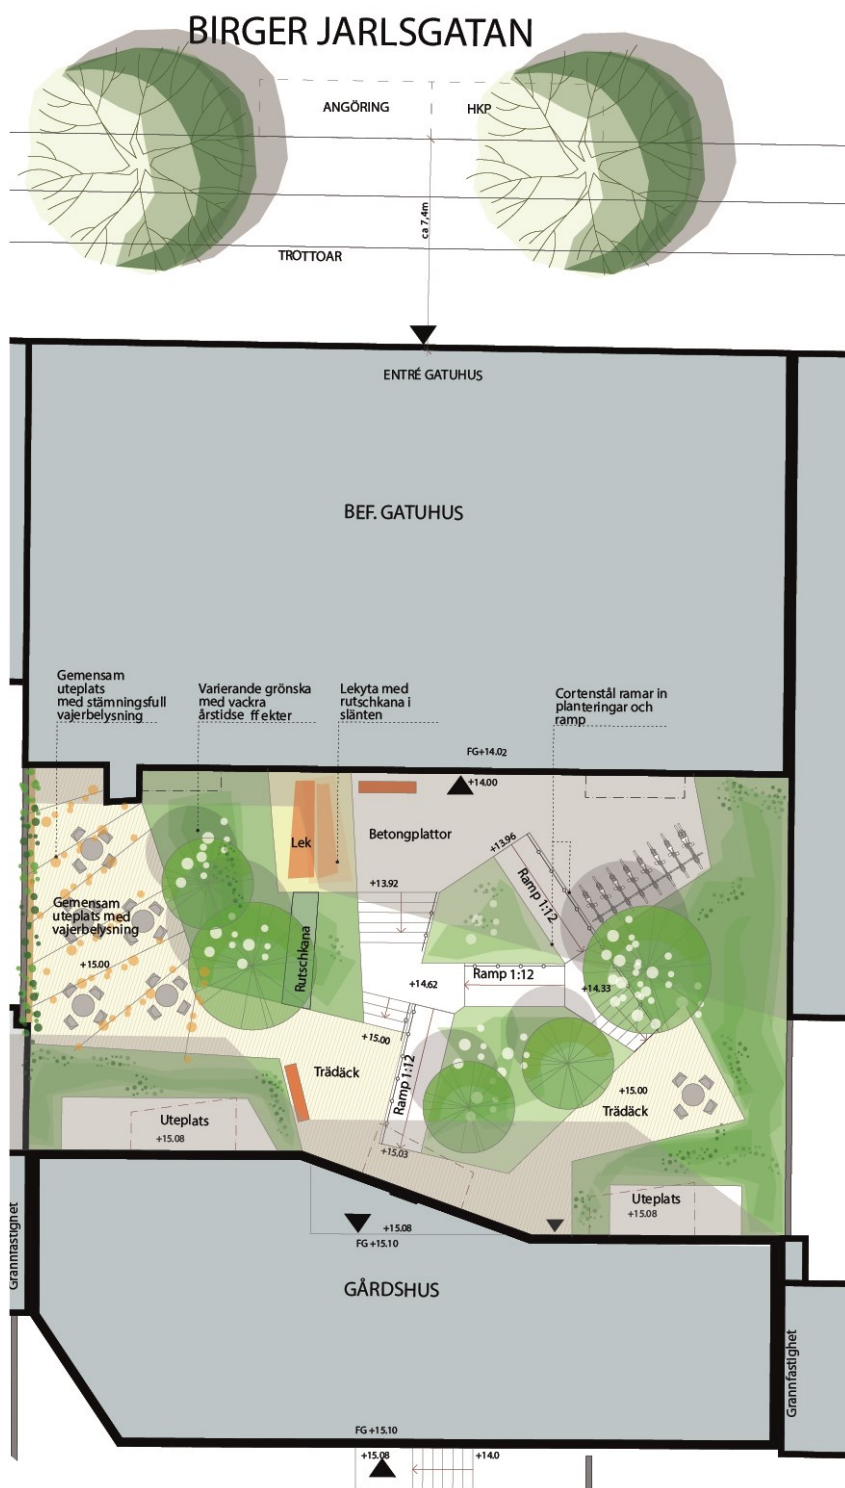 BIRGER JARLSGATAN
ANGÖRING
HKP
ca 7,4m
TROTTOAR
ENTRÉ GATUHUS
BEF. GATUHUS
Gemensam
uteplats
med stämningsfull
vajerbelysning
Varierande grönska
med vackra
årstidse ff ekter
Lekyta med
rutschkana i
slänten
Cortenstål ramar in
planteringar och
ramp
FG+14.02
+14.00
Lek
Betongplattor
+13.96
Ramp 1:12
+13.92
Gemensam
uteplats med
vajerbelysning
+15.00
Rutschkana
Ramp 1:12
+14.62
+14.33
+15.00
Trädäck
Ramp 1:12
+15.00
Trädäck
Uteplats
+15.08
+15.03
Uteplats
+15.08
+15.08
FG +15.10
Grannfastighet
GÅRDSHUS
Grannfastighet
FG +15.10
+15.08
+14.0